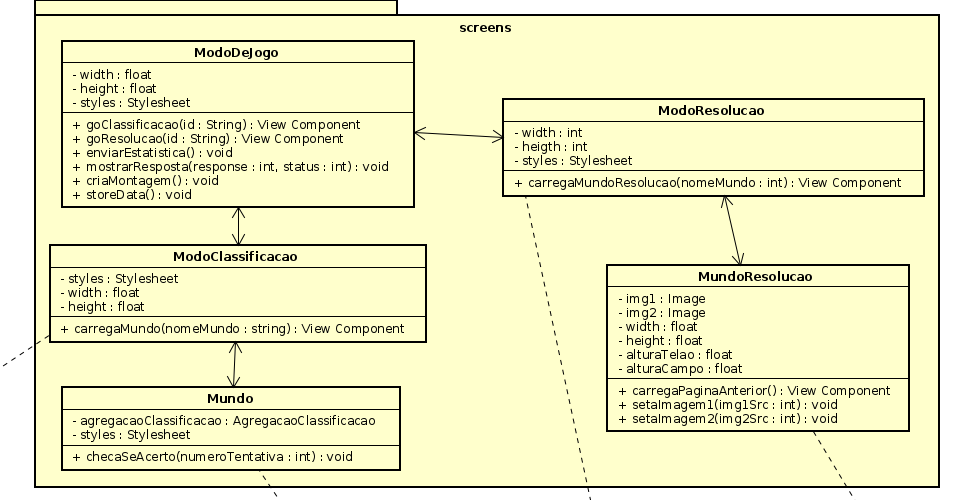 screens
ModoDeJogo
- width : float
- height : float
- styles : Stylesheet
+ goClassificacao(id : String) : View Component
+ goResolucao(id : String) : View Component
+ enviarEstatistica() : void
+ mostrarResposta(response : int, status : int) : void
+ criaMontagem() : void
+ storeData() : void
ModoResolucao
- width : int
- heigth : int
- styles : Stylesheet
+ carregaMundoResolucao(nomeMundo : int) : View Component
ModoClassificacao
- styles : Stylesheet
- width : float
- height : float
+ carregaMundo(nomeMundo : string) : View Component
MundoResolucao
- img1 : Image
- img2 : Image
- width : float
- height : float
- alturaTelao : float
- alturaCampo : float
+ carregaPaginaAnterior() : View Component
+ setaImagem1(img1Src : int) : void
+ setaImagem2(img2Src : int) : void
Mundo
- agregacaoClassificacao : AgregacaoClassificacao
- styles : Stylesheet
+ checaSeAcerto(numeroTentativa : int) : void